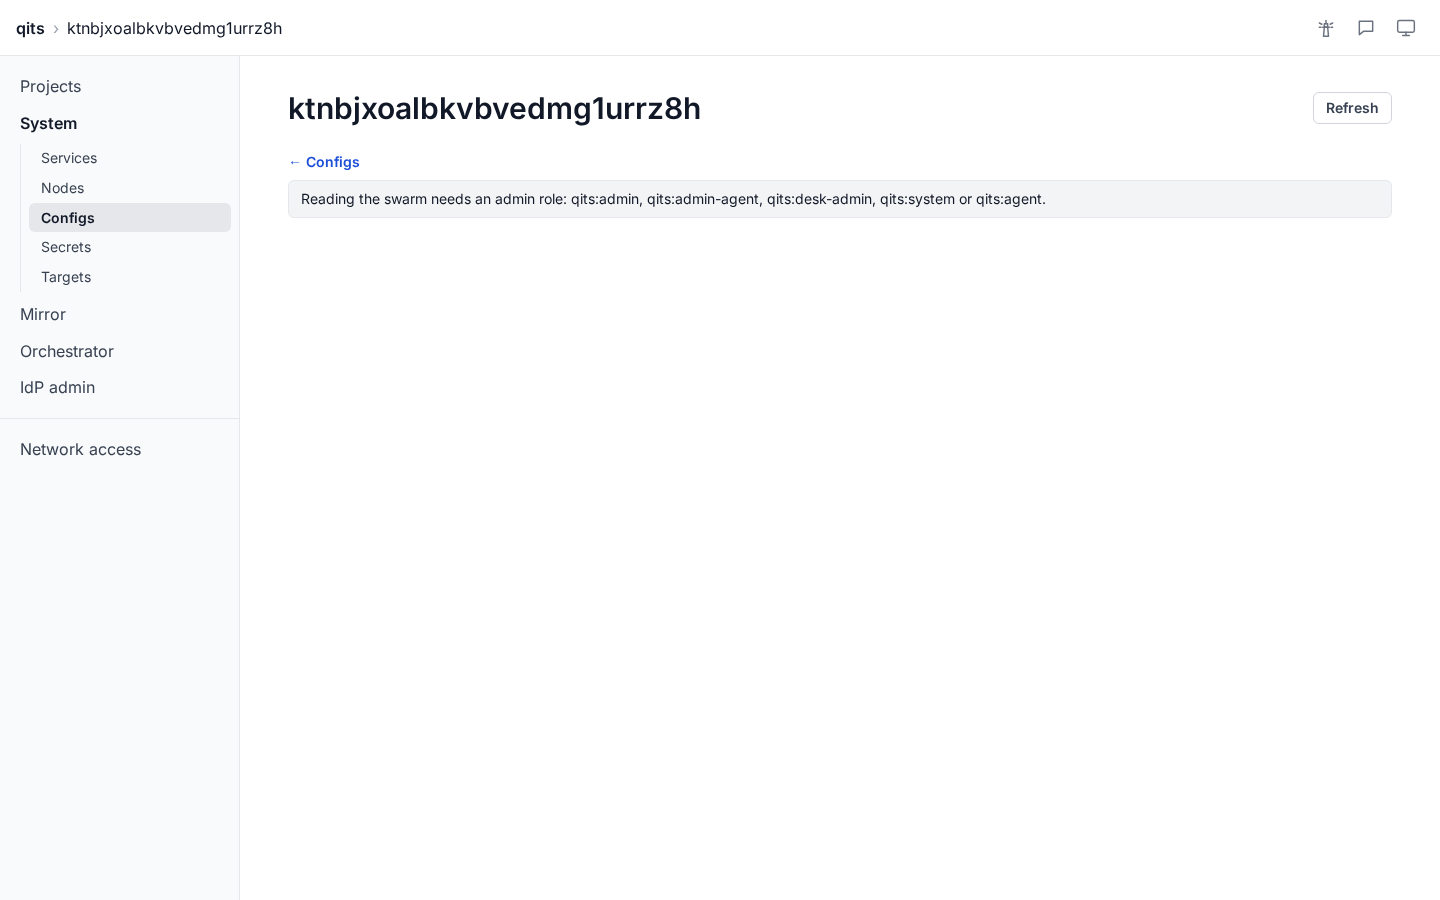 qits › ktnbjxoalbkvbvedmg1urrz8h
Projects
System
Services
Nodes
Configs
Secrets
Targets
Mirror
Orchestrator
IdP admin
Network access
ktnbjxoalbkvbvedmg1urrz8h
Refresh
← Configs
Reading the swarm needs an admin role: qits:admin, qits:admin-agent, qits:desk-admin, qits:system or qits:agent.